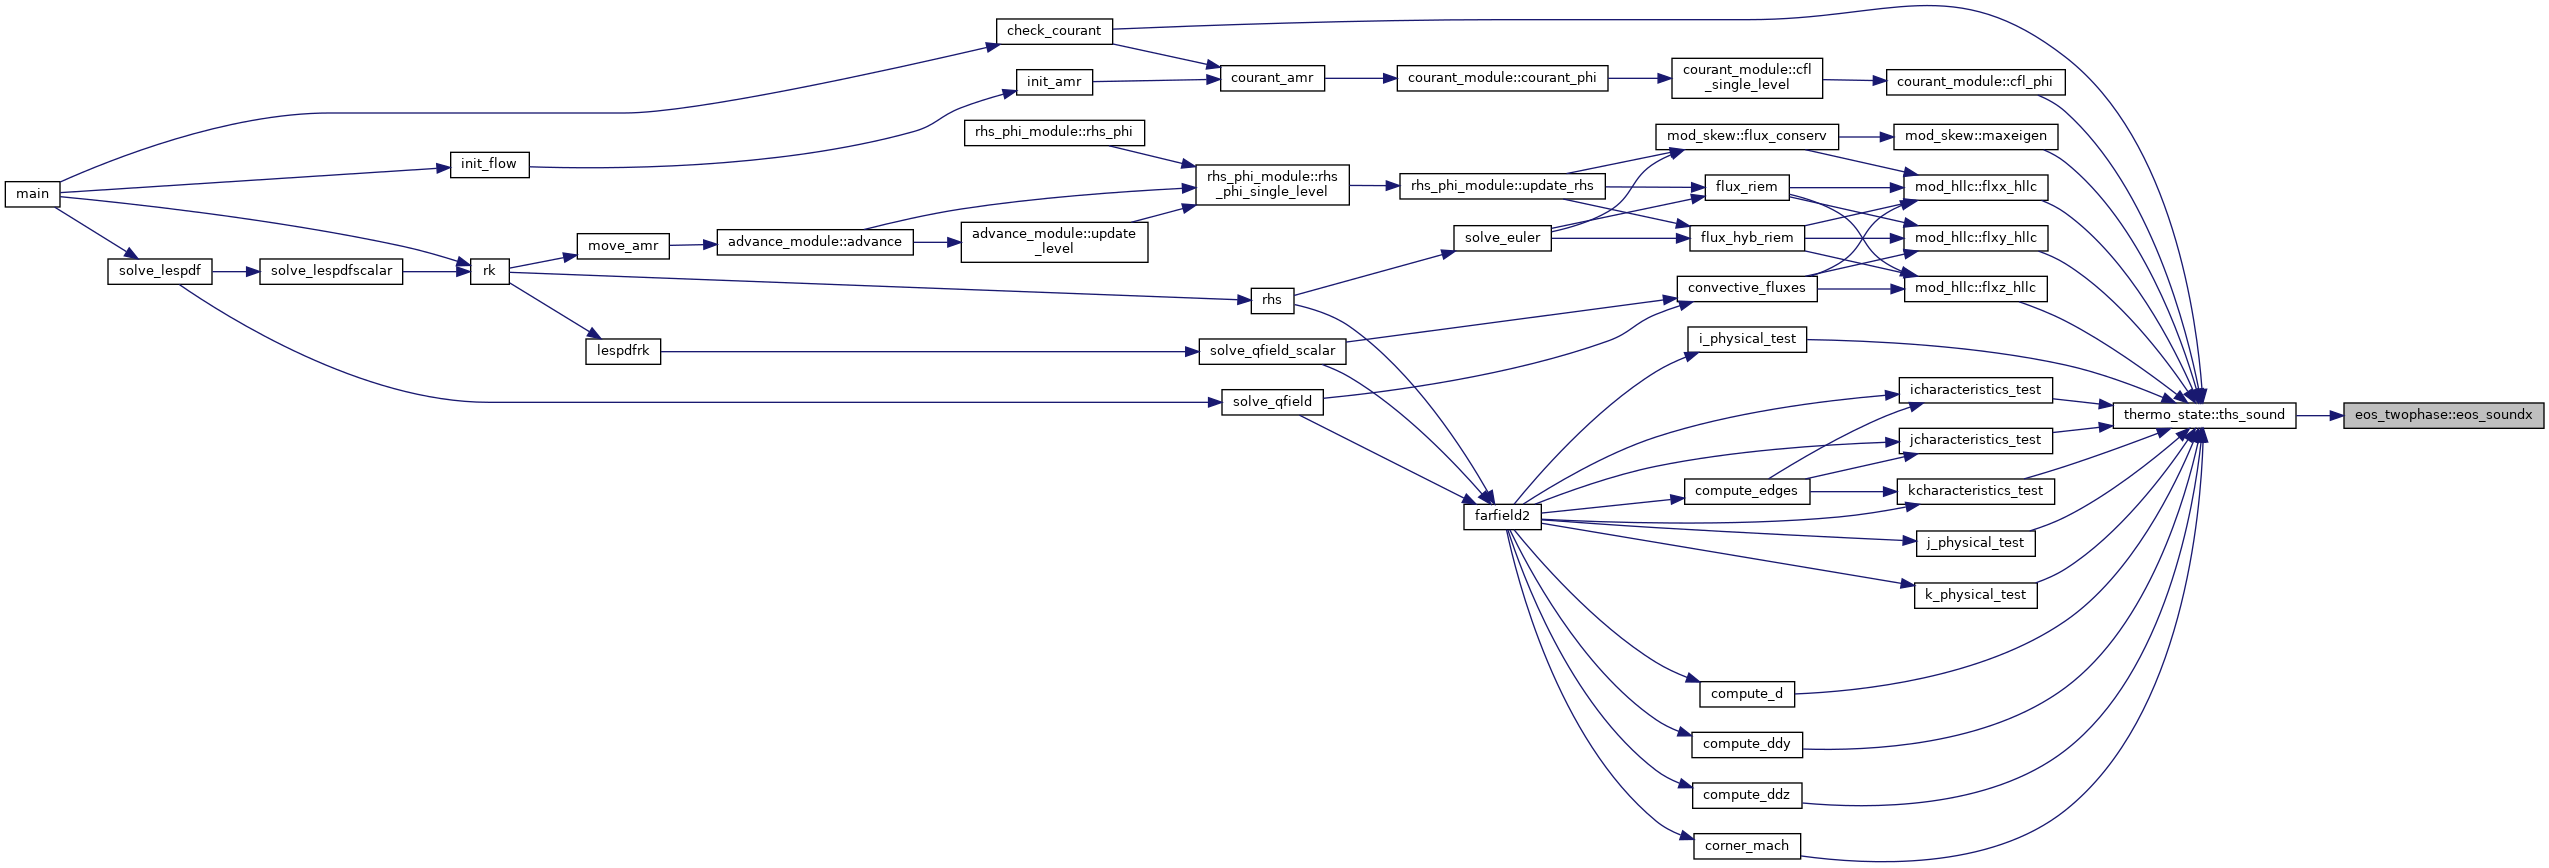 check_courant
init_amr
courant_amr
courant_module::courant_phi
courant_module::cfl
_single_level
courant_module::cfl_phi
rhs_phi_module::rhs_phi
mod_skew::flux_conserv
mod_skew::maxeigen
init_flow
rhs_phi_module::rhs
_phi_single_level
rhs_phi_module::update_rhs
flux_riem
mod_hllc::flxx_hllc
main
move_amr
advance_module::advance
advance_module::update
_level
solve_euler
flux_hyb_riem
mod_hllc::flxy_hllc
solve_lespdf
solve_lespdfscalar
rk
rhs
convective_fluxes
mod_hllc::flxz_hllc
lespdfrk
solve_qfield_scalar
i_physical_test
solve_qfield
icharacteristics_test
thermo_state::ths_sound
eos_twophase::eos_soundx
jcharacteristics_test
compute_edges
kcharacteristics_test
farfield2
j_physical_test
k_physical_test
compute_d
compute_ddy
compute_ddz
corner_mach